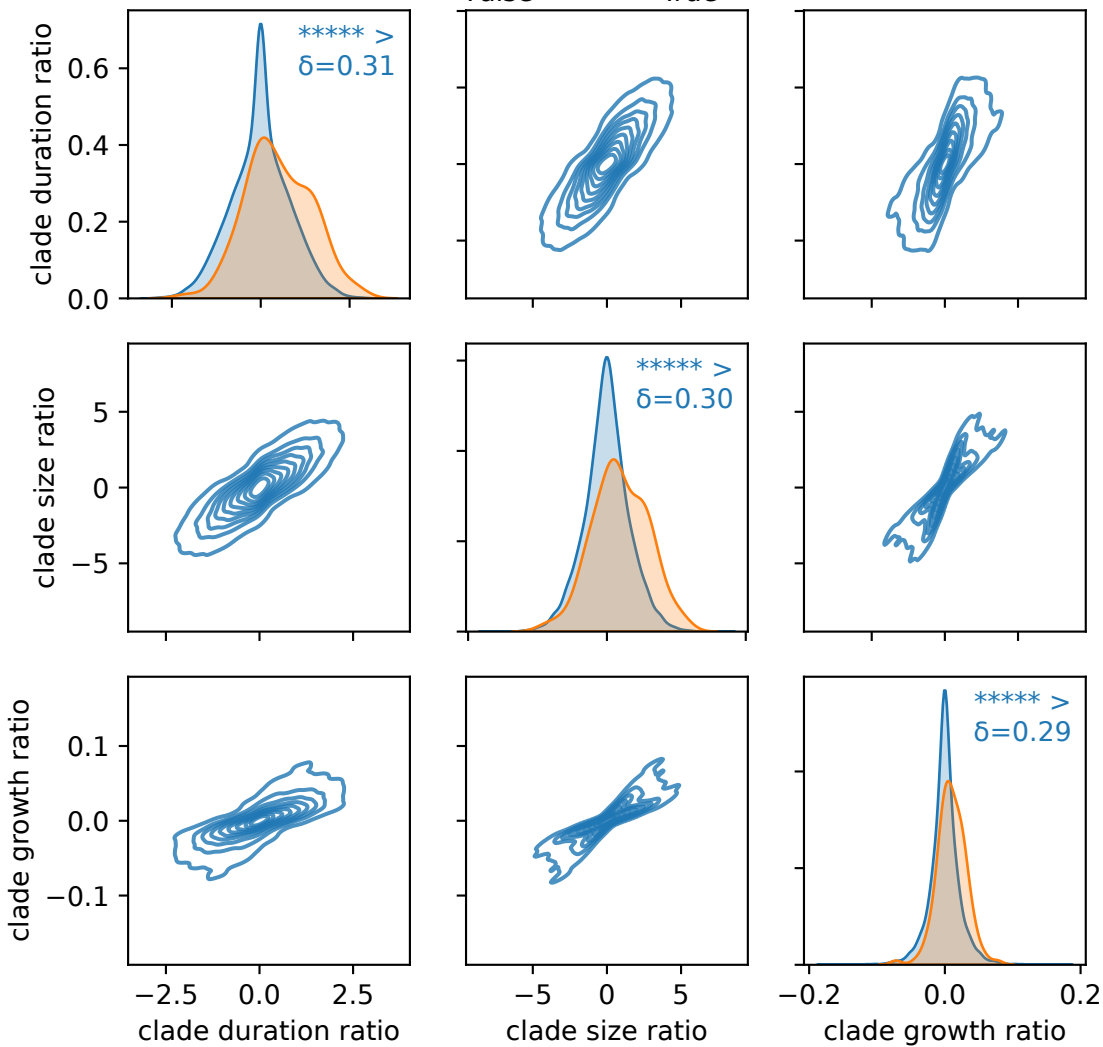 ***** >
δ=0.31
clade duration ratio
0.6
0.4
0.2
0.0
***** >
δ=0.30
clade size ratio
5
0
−5
***** >
δ=0.29
clade growth ratio
0.1
0.0
−0.1
−2.5 0.0 2.5 −5 0 5 −0.2 0.0 0.2
clade duration ratio clade size ratio clade growth ratio